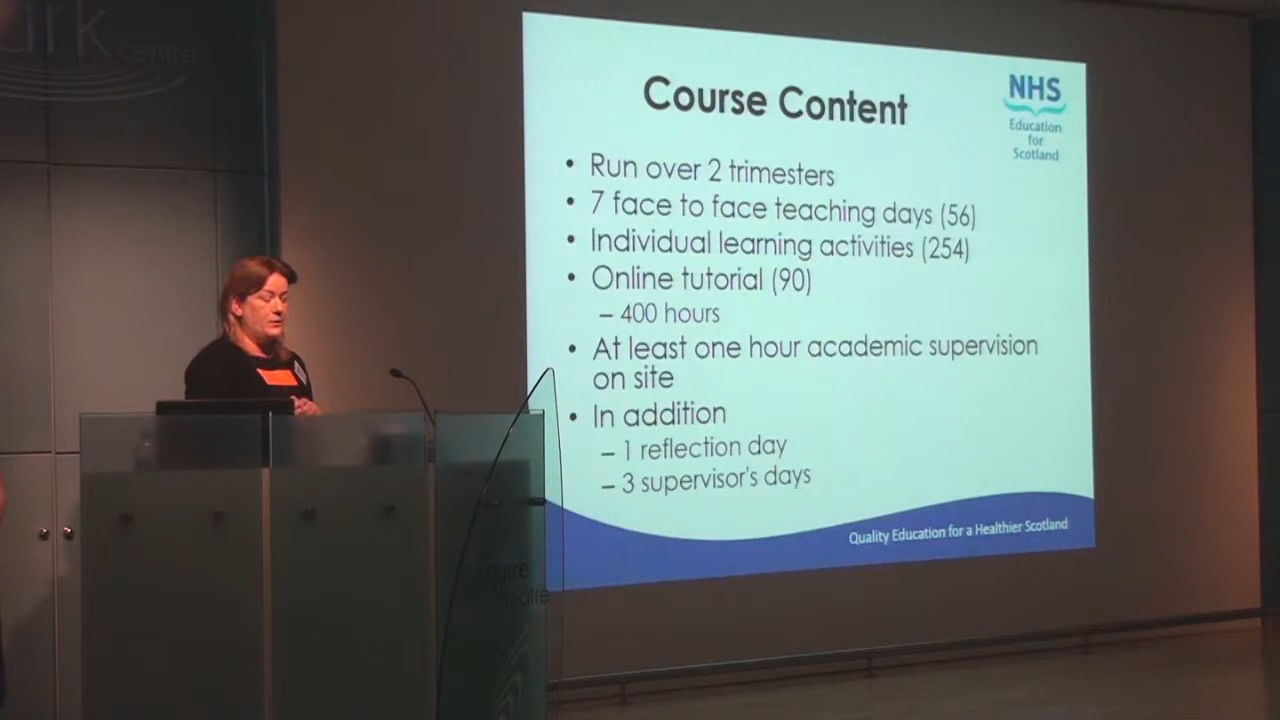 centre
Course Content
NHS
Education
for
Scotland
• Run over 2 trimesters
• 7 face to face teaching days (56)
• Individual learning activities (254)
• Online tutorial (90)
– 400 hours
• At least one hour academic supervision
on site
• In addition
– 1 reflection day
– 3 supervisor's days
Quality Education for a Healthier Scotland